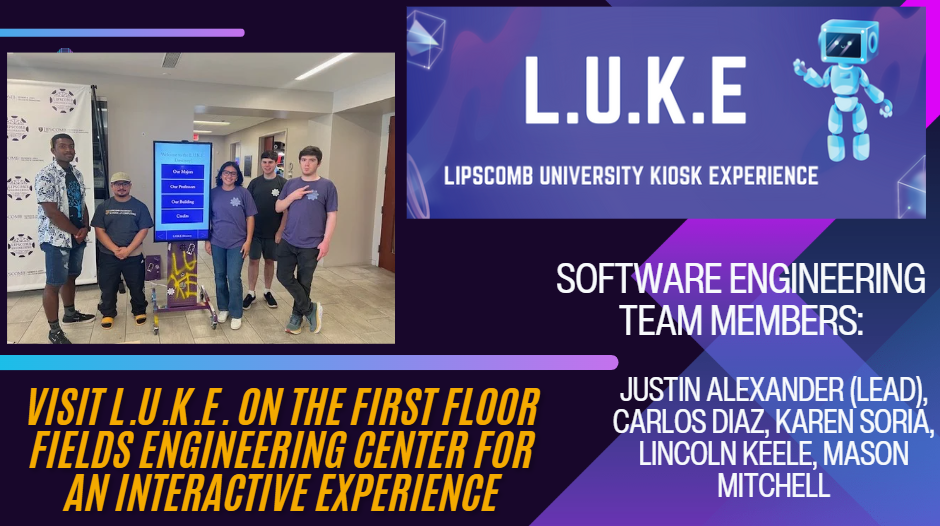 L.U.K.E
LIPSCOMB UNIVERSITY KIOSK EXPERIENCE
Our Majors
Our Professors
Our Building
Credits
LUKE
SOFTWARE ENGINEERING
TEAM MEMBERS:
JUSTIN ALEXANDER (LEAD),
CARLOS DIAZ, KAREN SORIA,
LINCOLN KEELE, MASON
MITCHELL
VISIT L.U.K.E. ON THE FIRST FLOOR
FIELDS ENGINEERING CENTER FOR
AN INTERACTIVE EXPERIENCE